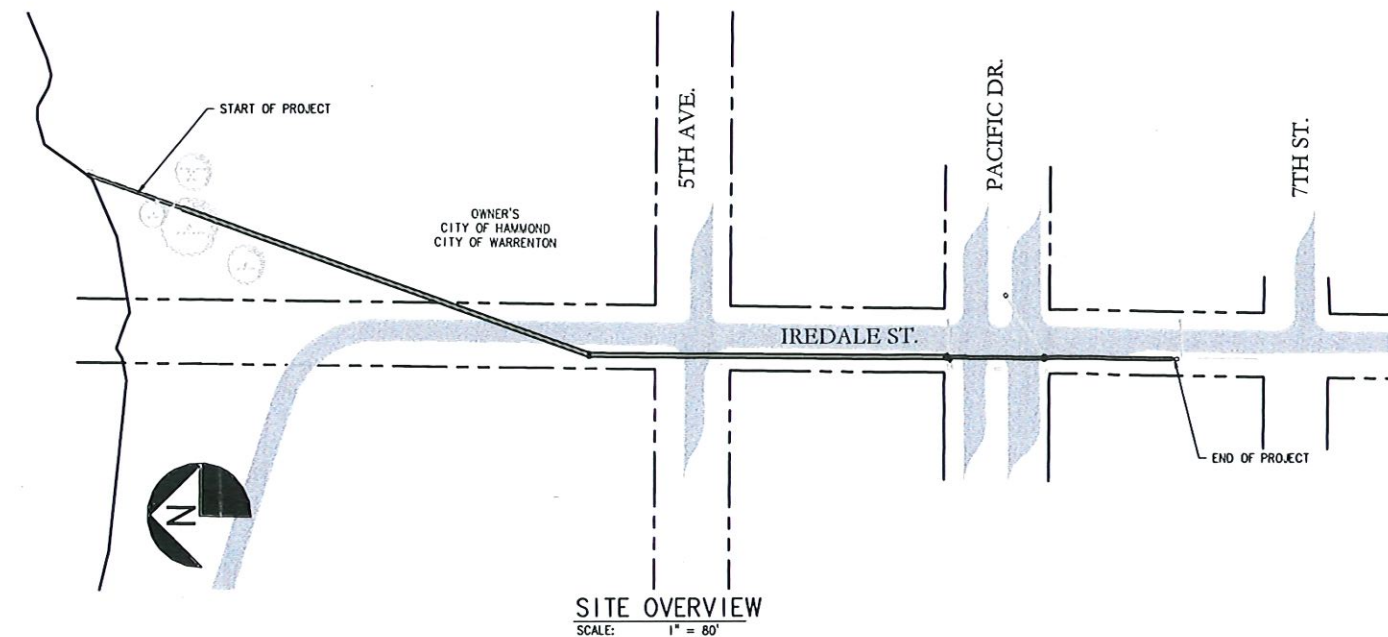 START OF PROJECT
OWNER'S
CITY OF HAMMOND
CITY OF WARRENTON
5TH AVE.
PACIFIC DR.
7TH ST.
IREDALE ST.
END OF PROJECT
N
SITE OVERVIEW
SCALE: 1" = 80'